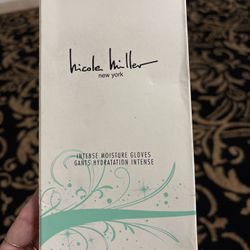 nicole miller
new york
INTENSE MOISTURE GLOVES
GANTS HYDRATATION INTENSE